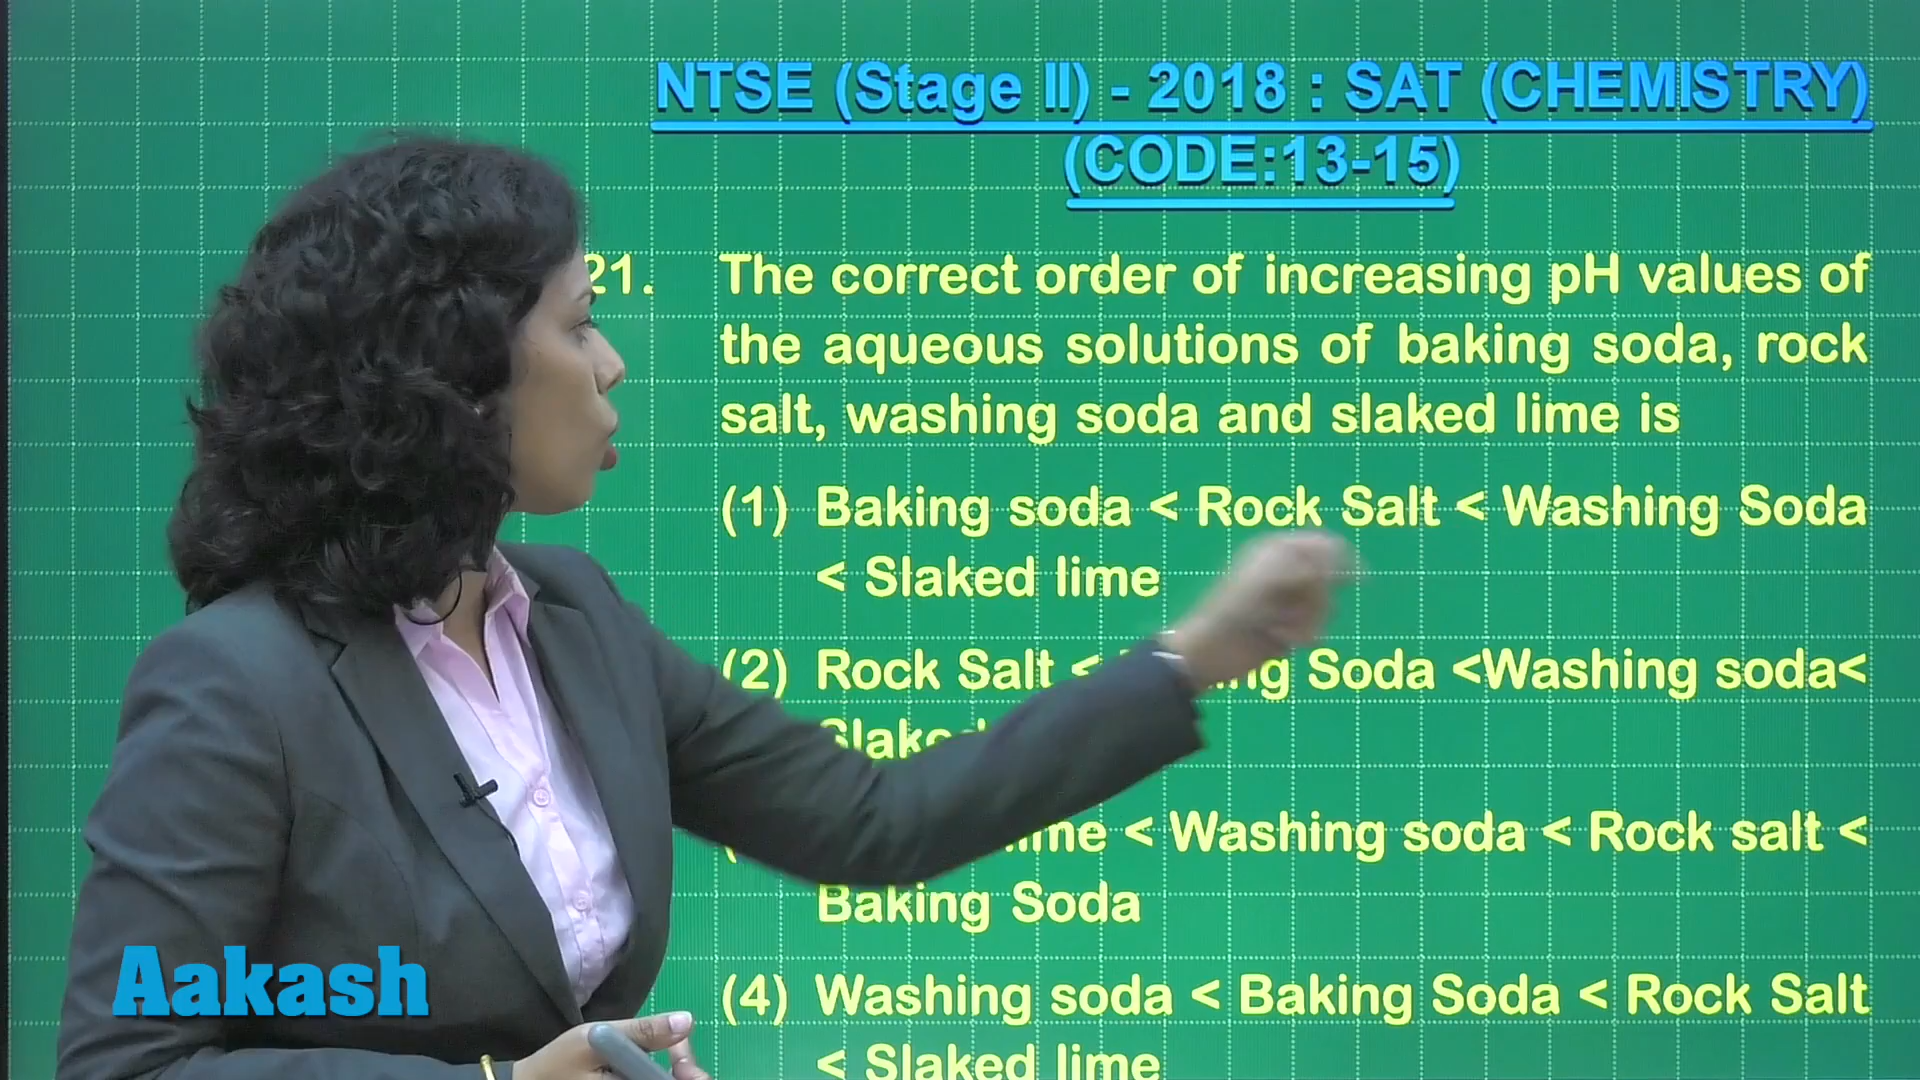 NTSE (Stage II) - 2018 : SAT (CHEMISTRY)
(CODE:13-15)
21. The correct order of increasing pH values of
the aqueous solutions of baking soda, rock
salt, washing soda and slaked lime is
(1) Baking soda < Rock Salt < Washing Soda
< Slaked lime
(2) Rock Salt < Soda <Washing soda<
< Washing soda < Rock salt <
Baking Soda
(4) Washing soda < Baking Soda < Rock Salt
< Slaked lime
Aakash